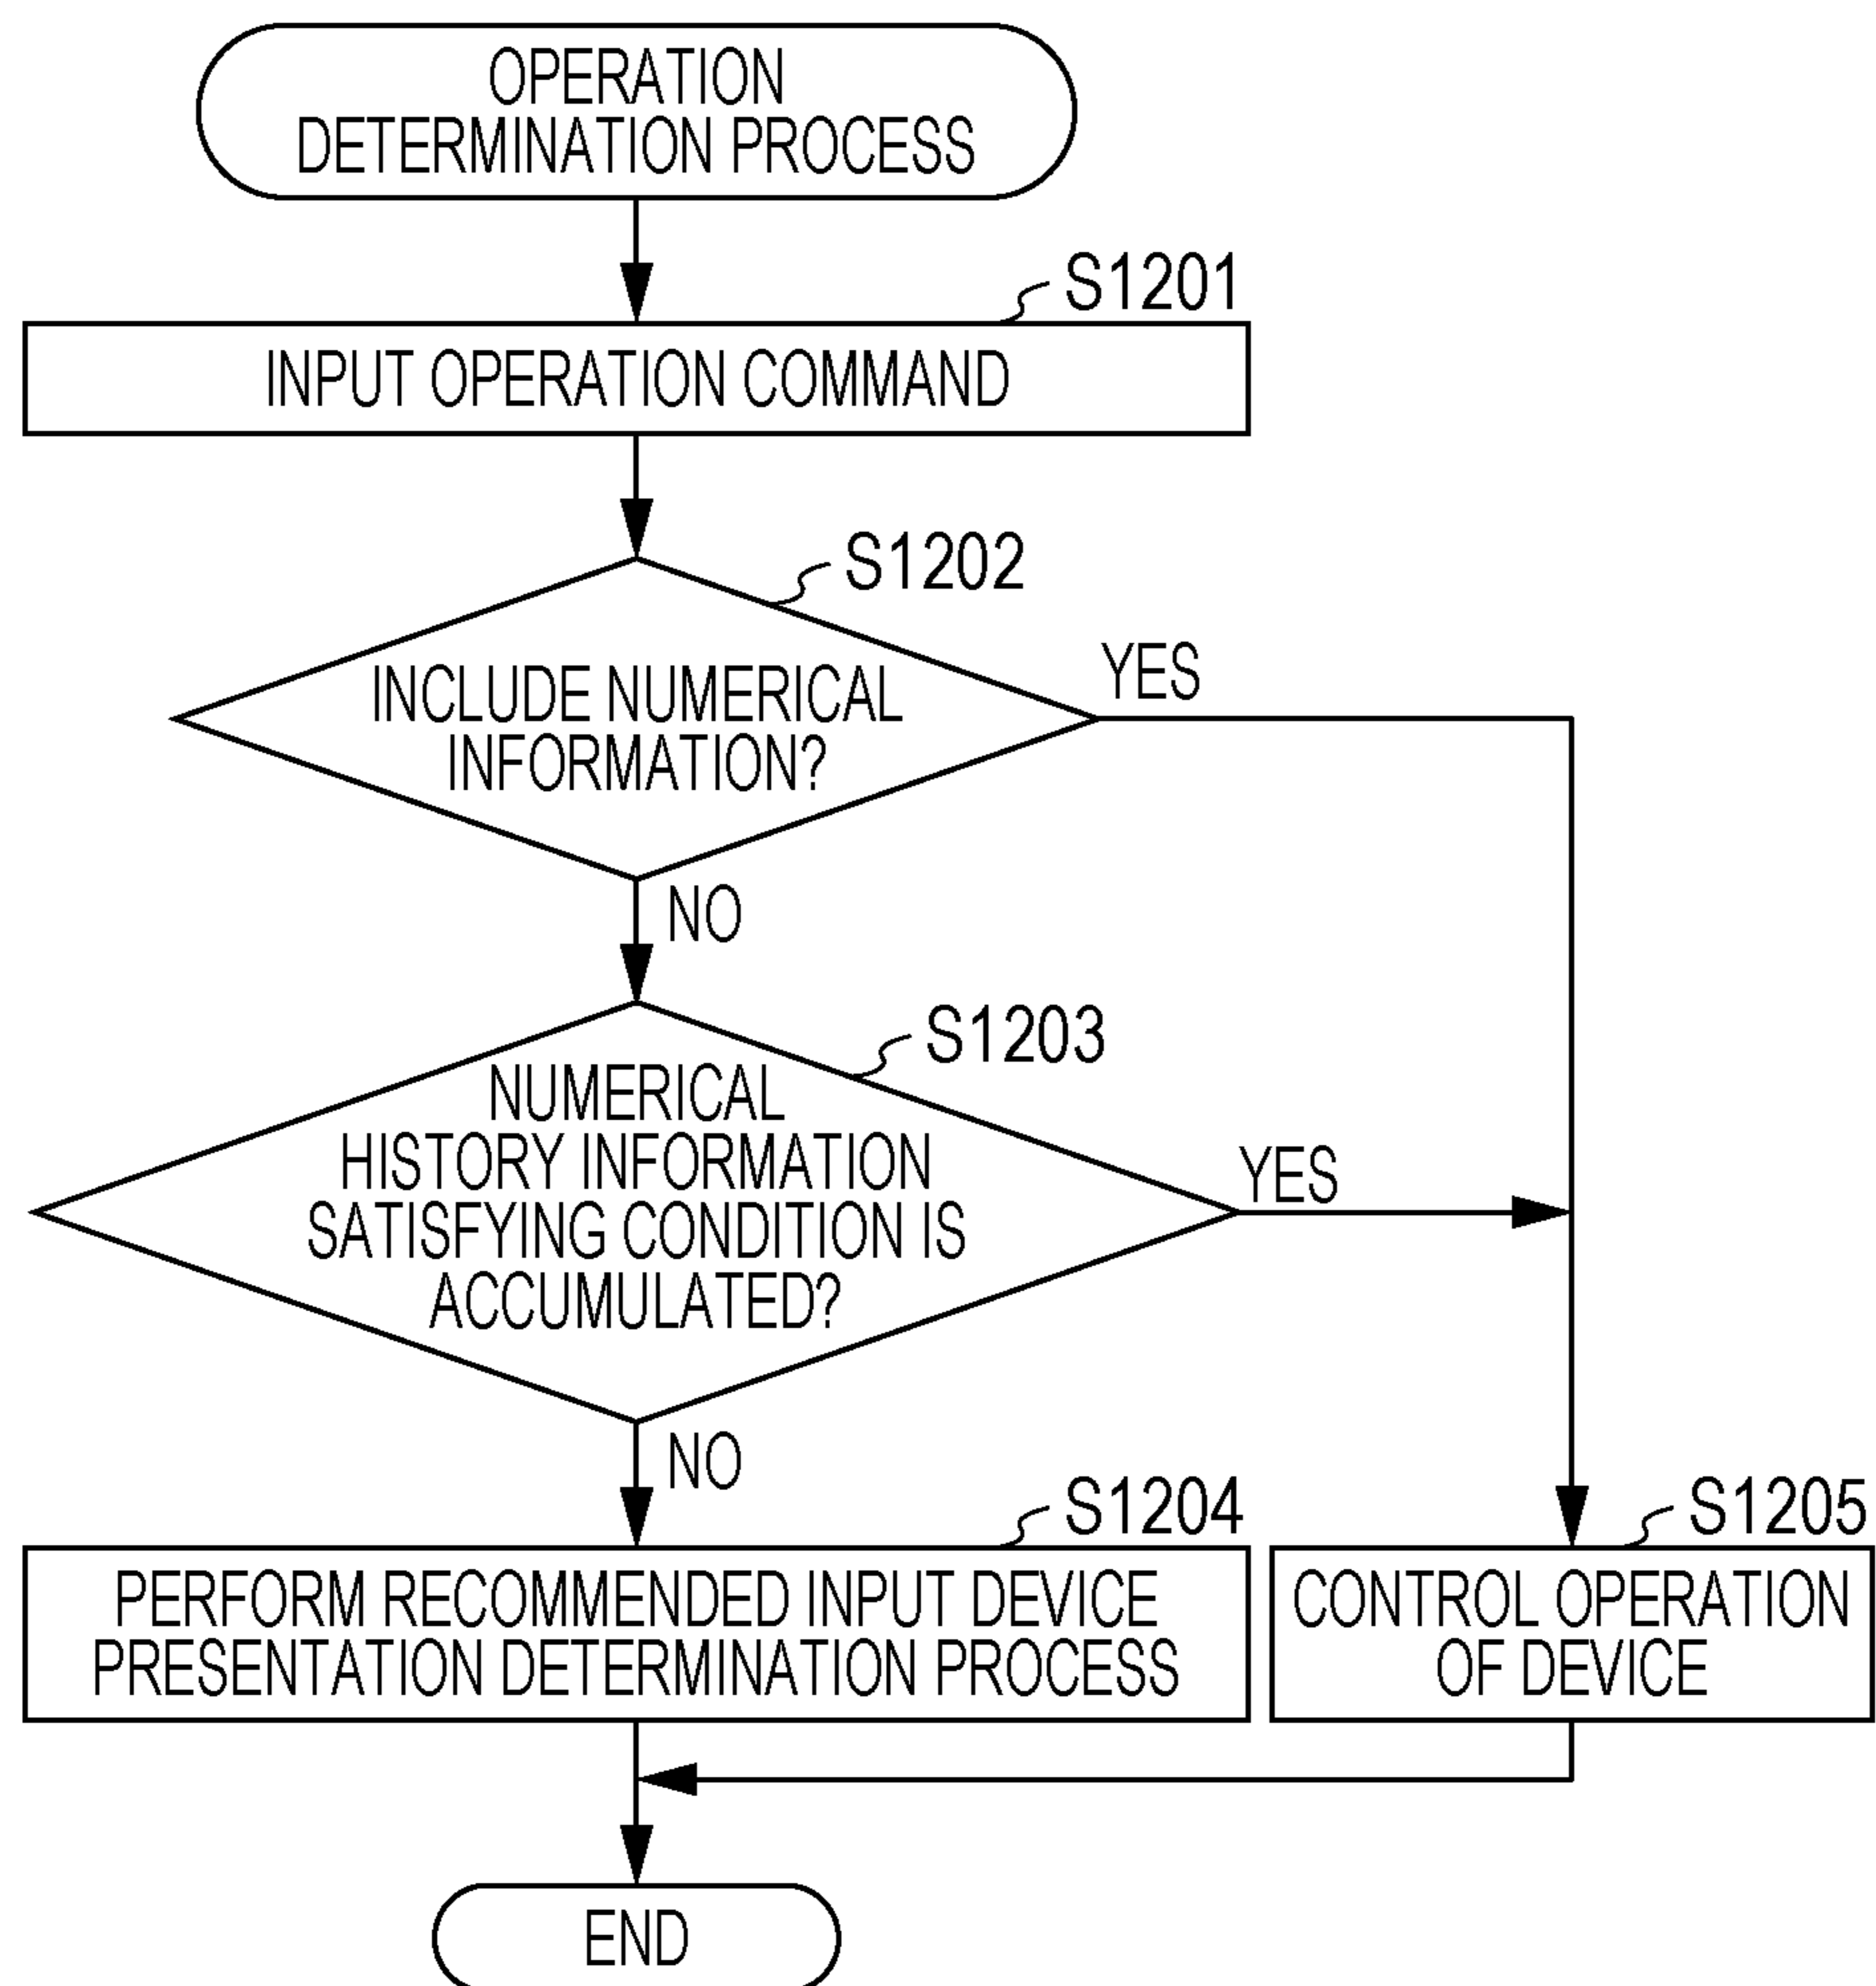 OPERATION
DETERMINATION PROCESS
S1201
INPUT OPERATION COMMAND
S1202
INCLUDE NUMERICAL
INFORMATION?
YES
NO
S1203
NUMERICAL
HISTORY INFORMATION
SATISFYING CONDITION IS
ACCUMULATED?
YES
NO
S1204
PERFORM RECOMMENDED INPUT DEVICE
PRESENTATION DETERMINATION PROCESS
S1205
CONTROL OPERATION
OF DEVICE
END